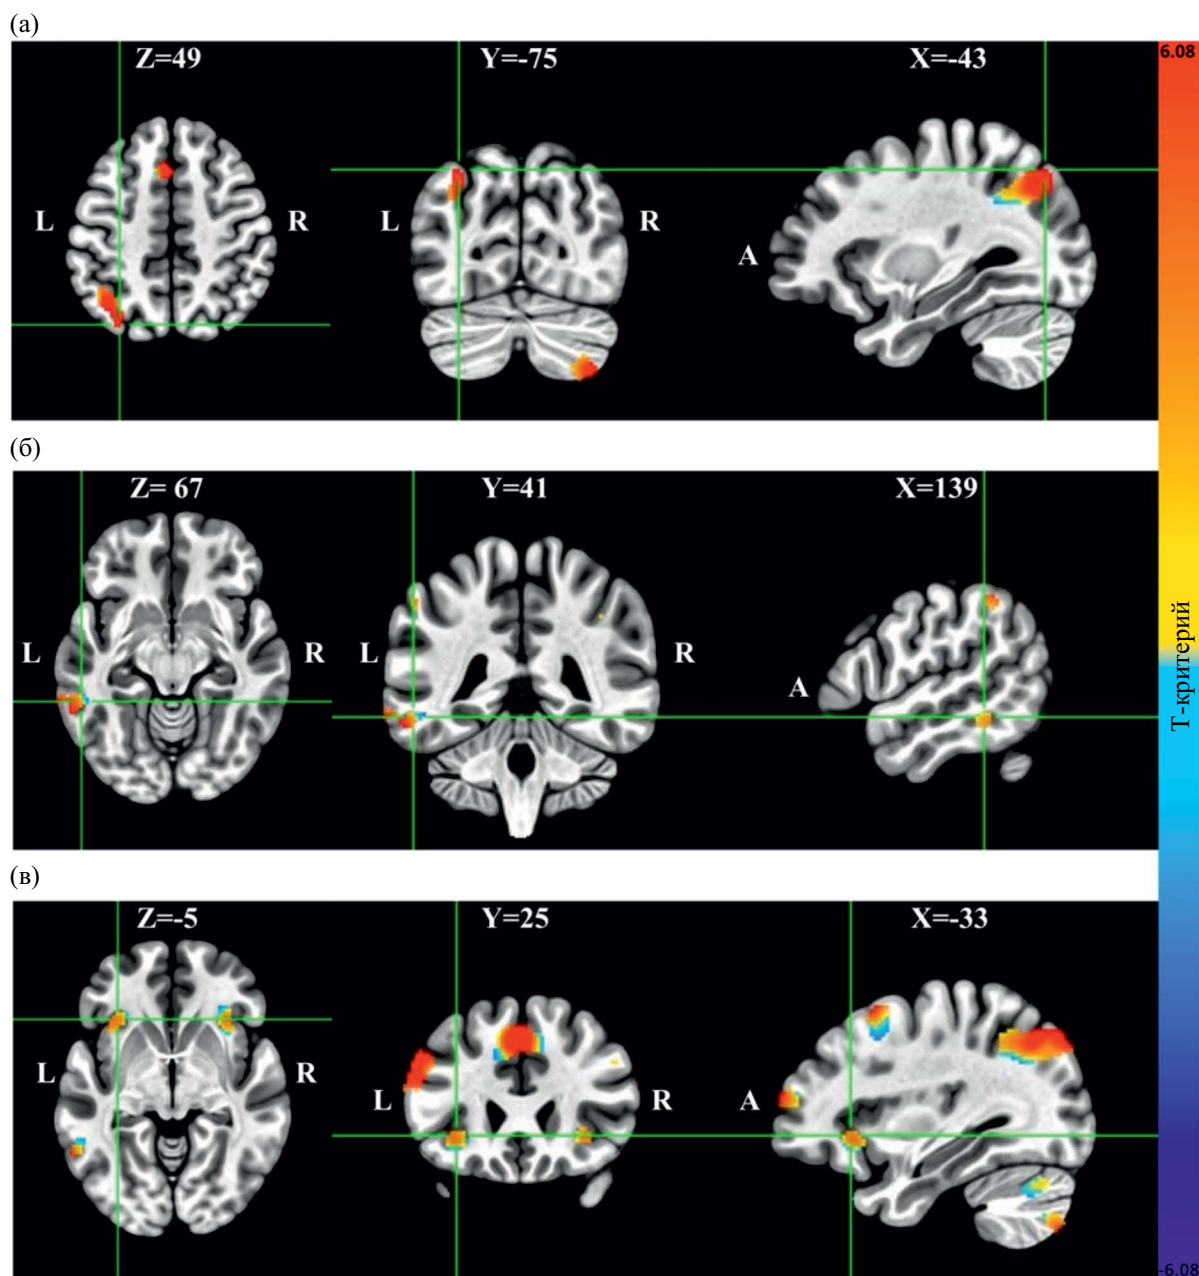 (а)
Z=49 Y=-75 X=-43 6.08
L L R
R A
(б)
Z= 67 Y=41 X=139
Т-критерий
L R L R A
(в)
Z=-5 Y=25 X=-33
L R L R A
-6.08